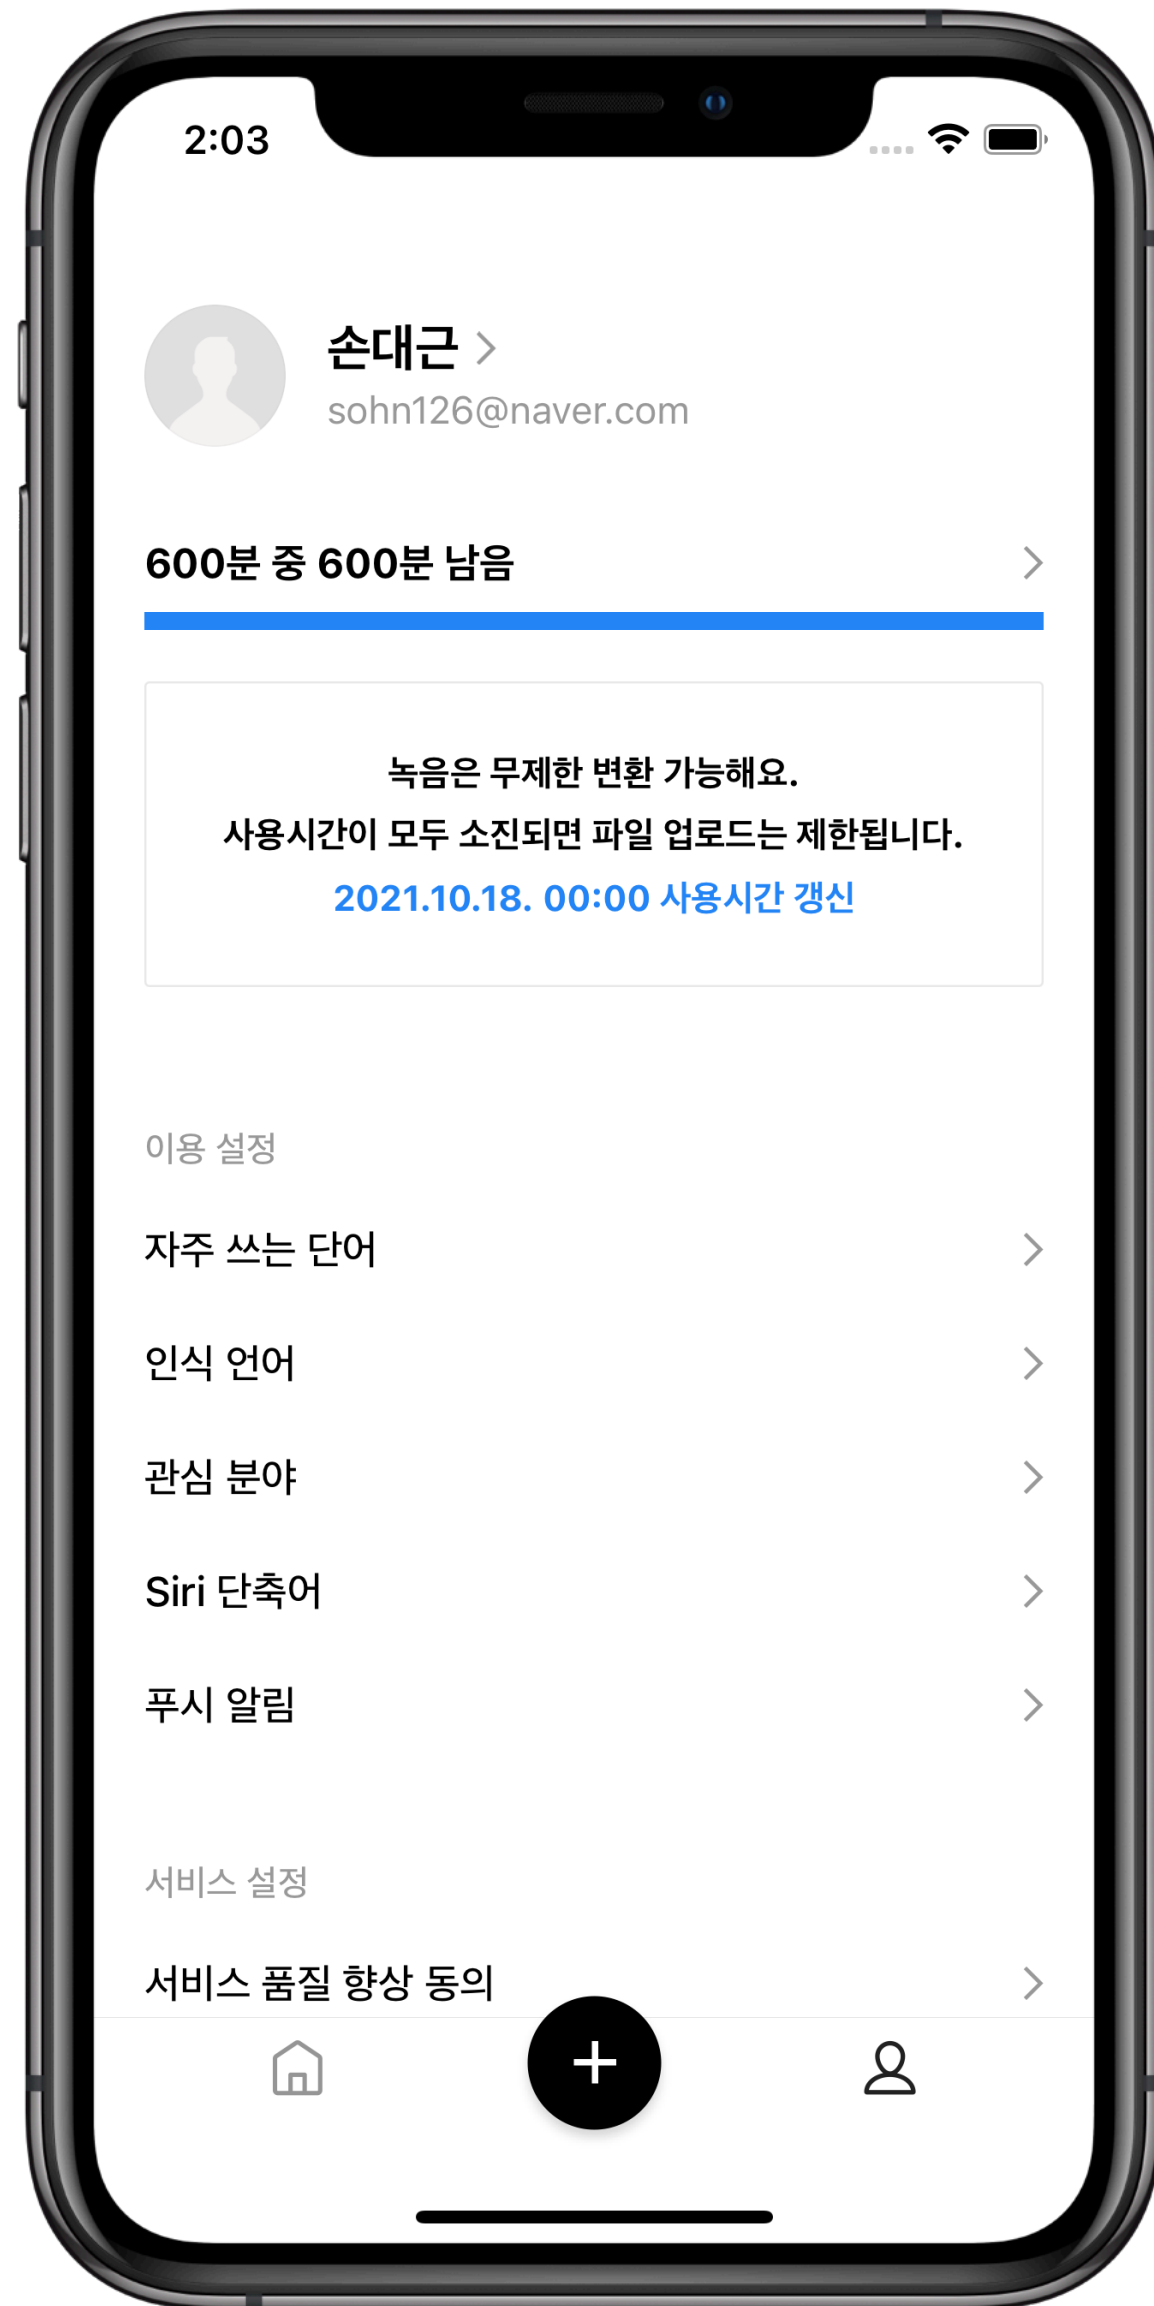 2:03
손대근
sohn126@naver.com
600분 중 600분 남음
녹음은 무제한 변환 가능해요.
사용시간이 모두 소진되면 파일 업로드는 제한됩니다.
2021.10.18. 00:00 사용시간 갱신
이용 설정
자주 쓰는 단어
인식 언어
관심 분야
Siri 단축어
푸시 알림
서비스 설정
서비스 품질 향상 동의